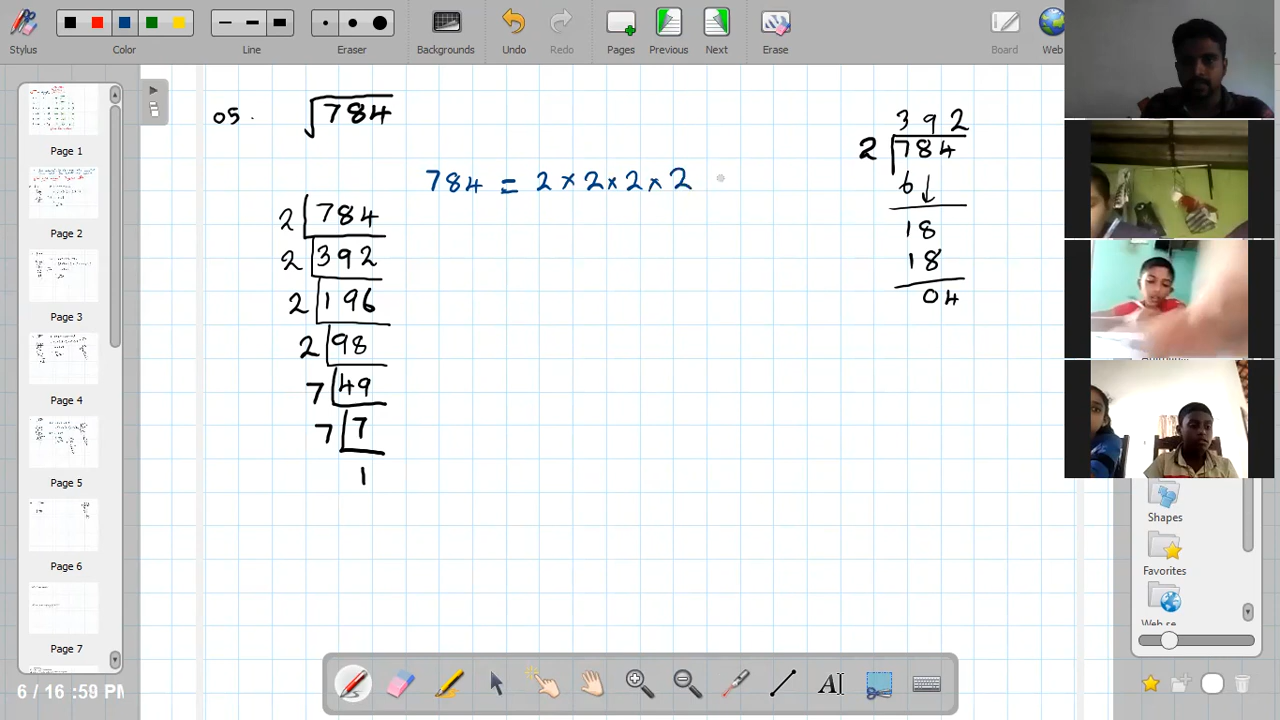 Stylus
Color
Line
Eraser
Backgrounds
Undo
Redo
Pages
Previous
Next
Erase
Board
Web
Page 1
Page 2
Page 3
Page 4
Page 5
Page 6
Page 7
05.
√784
784 = 2 × 2 × 2 × 2
2 784
2 392
2 196
2 98
7 49
7 7
1
392
2 784
6 ↓
18
18
04
Shapes
Favorites
Web se
6 / 16 :59 PM